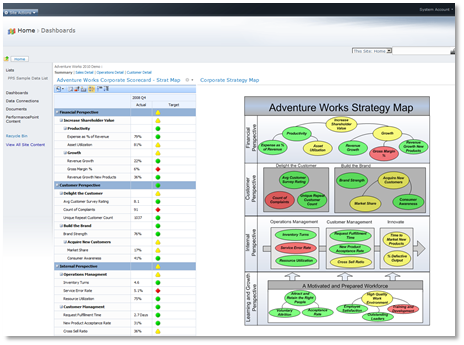 Site Actions
System Account
Home › Dashboards
This Site: Home
Home
Lists
PPS Sample Data List
Dashboards
Data Connections
Documents
PerformancePoint Content
Recycle Bin
View All Site Content
Adventure Works 2010 Demo >
Summary | Sales Detail | Operations Detail | Customer Detail
Adventure Works Corporate Scorecard - Strat Map
Corporate Strategy Map
2008 Q4
Actual Target
Financial Perspective
Increase Shareholder Value
Productivity
Expense as % of Revenue 79%
Asset Utilization 81%
Growth
Revenue Growth 22%
Gross Margin % 6%
Revenue Growth New Products 38%
Customer Perspective
Delight the Customer
Avg Customer Survey Rating 8.1
Count of Complaints 91
Unique Repeat Customer Count 1037
Build the Brand
Brand Strength 76%
Acquire New Customers
Market Share 17%
Consumer Awareness 41%
Internal Perspective
Operations Managment
Inventory Turns 4.6
Service Error Rate 5.1%
Resource Utilization 75%
Customer Managment
Request Fulfillment Time 2.7 Days
New Product Acceptance Rate 31%
Cross Sell Ratio 36%
Adventure Works Strategy Map
Financial Perspective
Increase Shareholder Value
Productivity
Growth
Expense as % of Revenue
Asset Utilization
Revenue Growth
Gross Margin %
Revenue Growth New Products
Customer Perspective
Delight the Customer
Build the Brand
Avg Customer Survey Rating
Count of Complaints
Unique Repeat Customer Count
Brand Strength
Acquire New Customers
Market Share
Consumer Awareness
Internal Perspective
Operations Management
Customer Management
Innovate
Inventory Turns
Service Error Rate
Resource Utilization
Request Fulfillment Time
New Product Acceptance Rate
Cross Sell Ratio
Time to Market New Products
% Defective Output
Learning and Growth Perspective
A Motivated and Prepared Workforce
Attract and Retain the Right People
Voluntary Attrition
Acceptance Rate
High Quality Work Environment
Employee Satisfaction
Outstanding Leaders
Training and